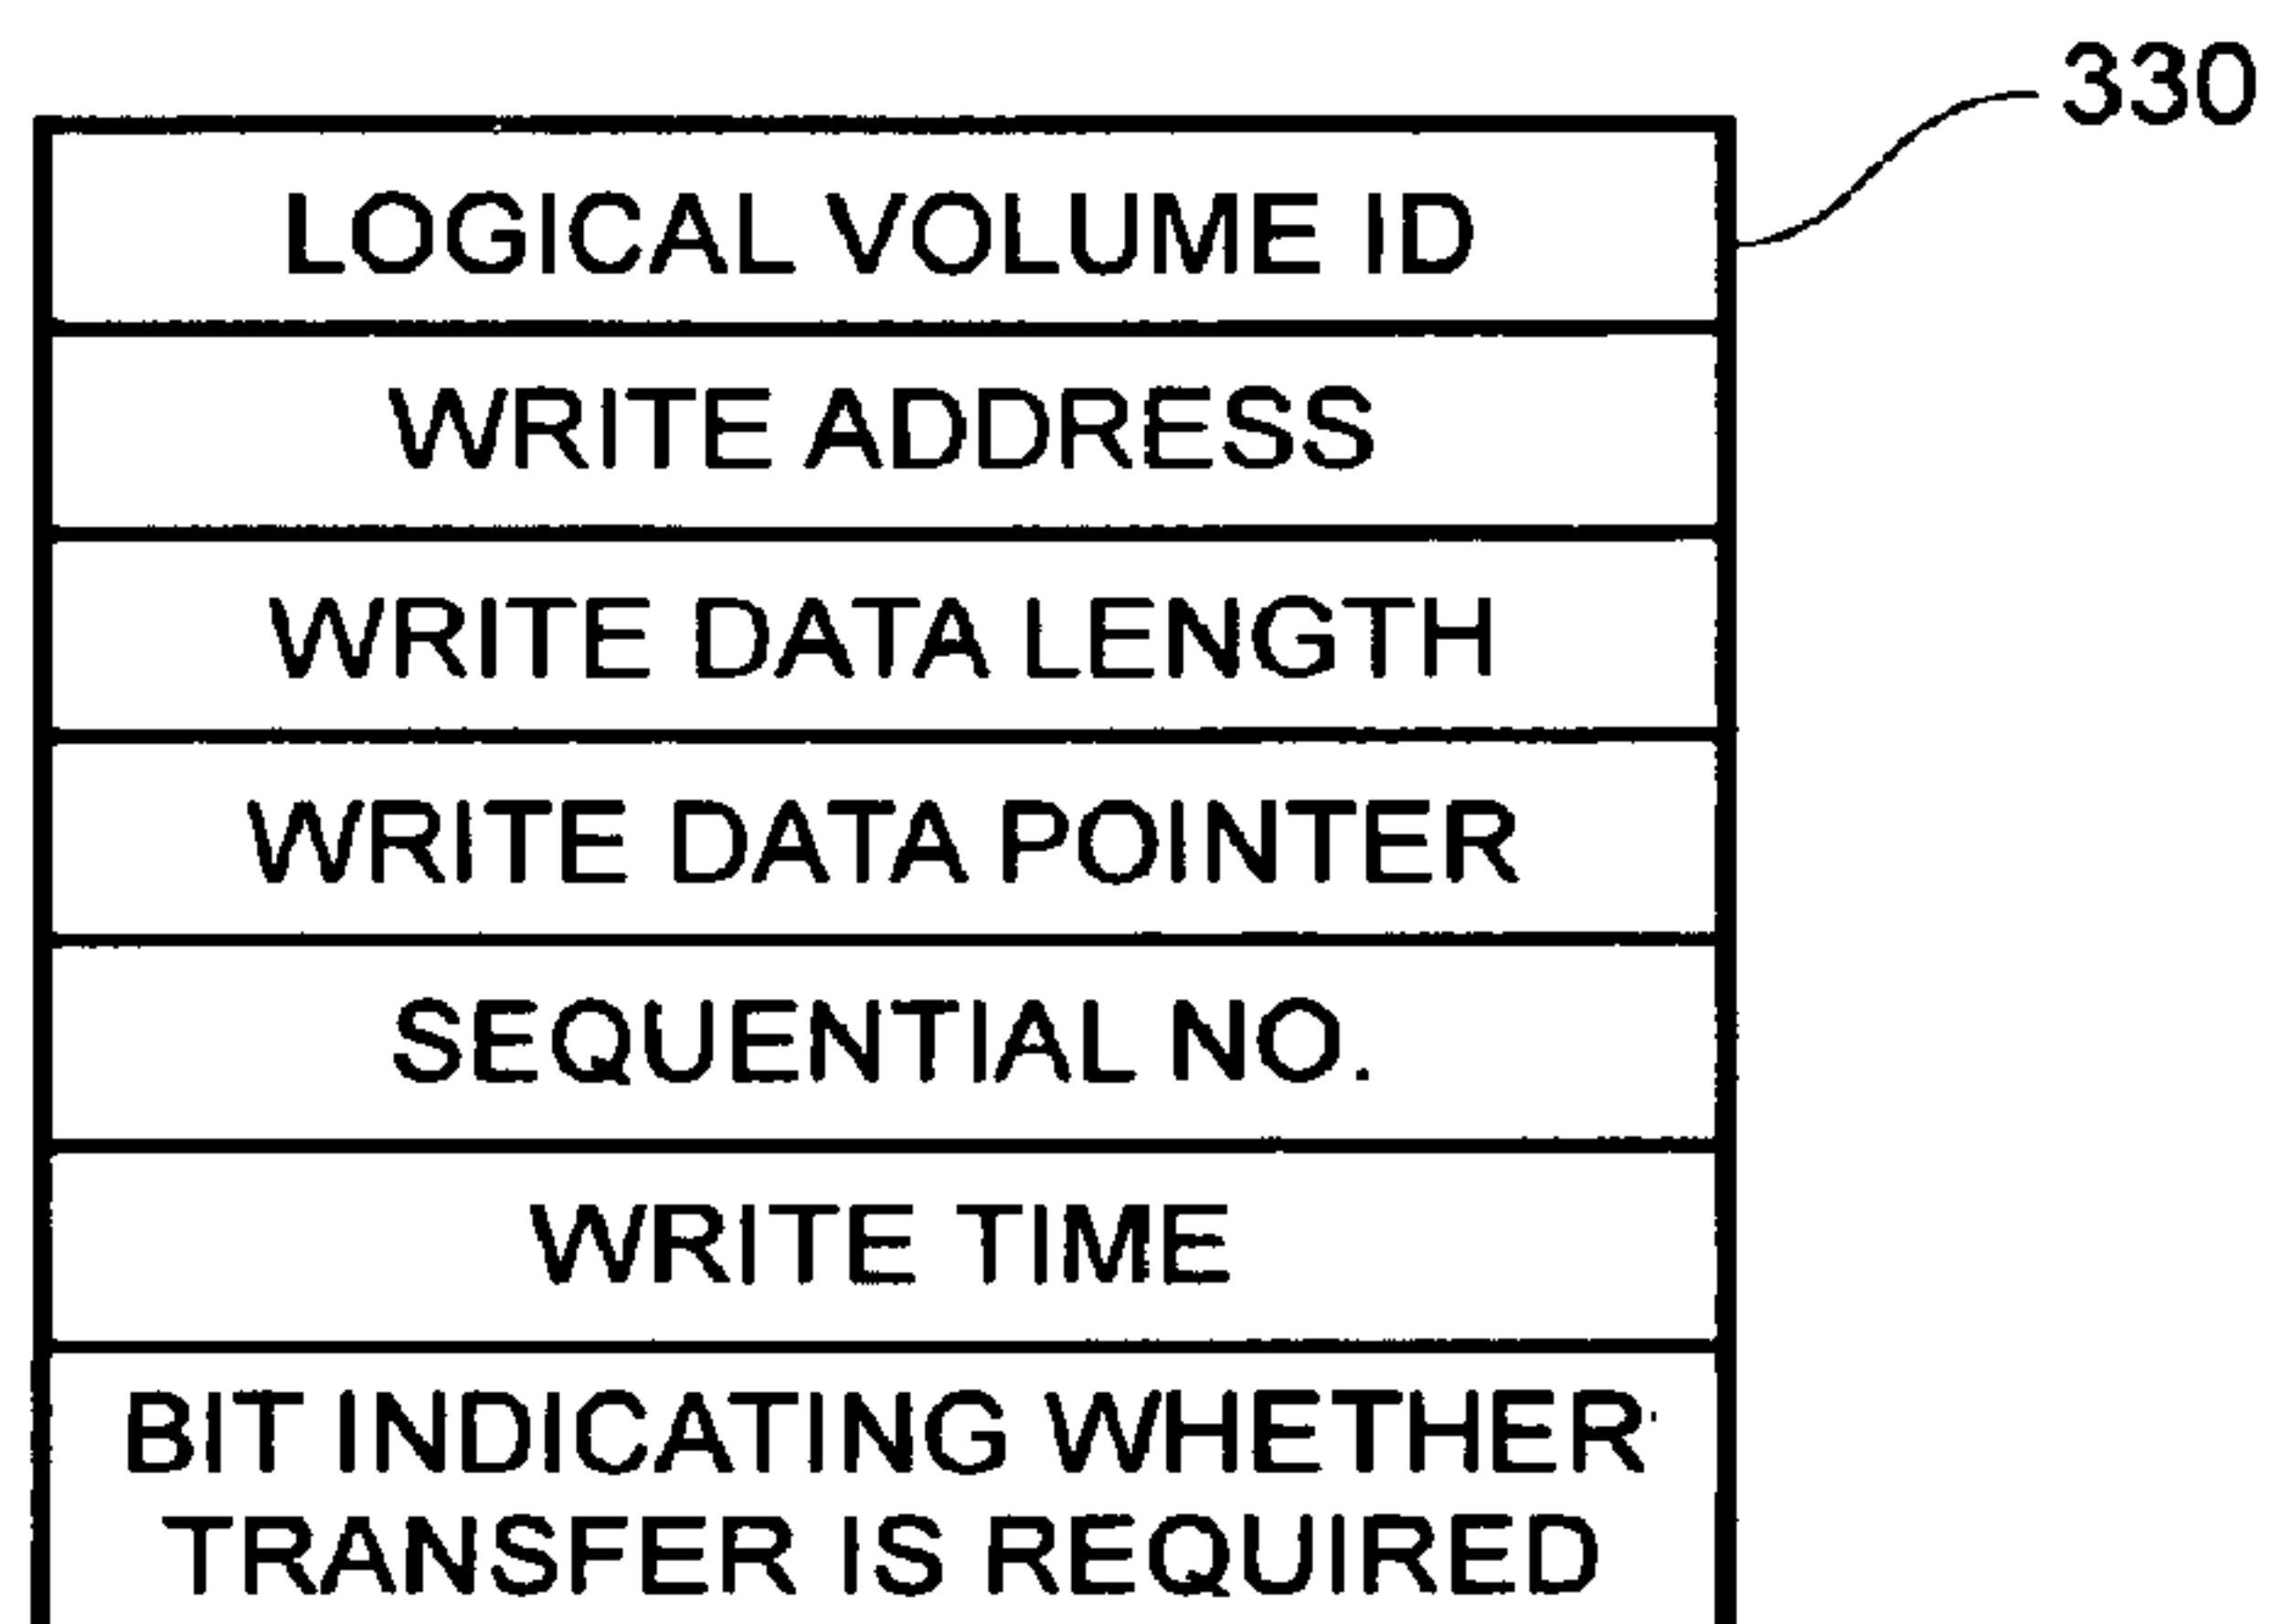 330
LOGICAL VOLUME ID
WRITE ADDRESS
WRITE DATA LENGTH
WRITE DATA POINTER
SEQUENTIAL NO.
WRITE TIME
BIT INDICATING WHETHER
TRANSFER IS REQUIRED